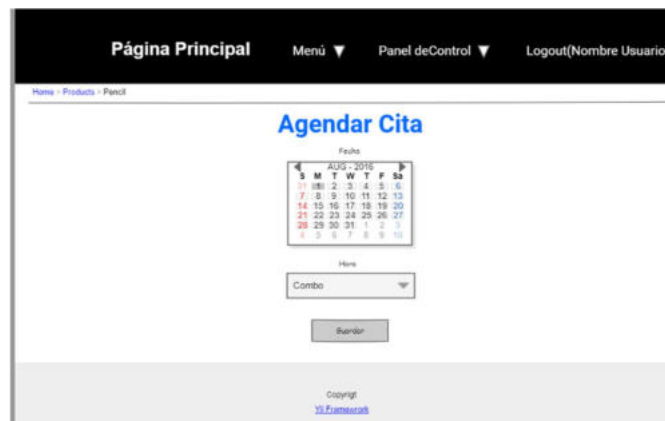 Página Principal Menú Panel deControl Logout(Nombre Usuario
Home > Products > Pencil
Agendar Cita
Fecha
AUG - 2016
S M T W T F Sa
31 1 2 3 4 5 6
7 8 9 10 11 12 13
14 15 16 17 18 19 20
21 22 23 24 25 26 27
28 29 30 31 1 2 3
4 5 6 7 8 9 10
Hora
Combo
Guardar
Copyrigt
Yii Framework